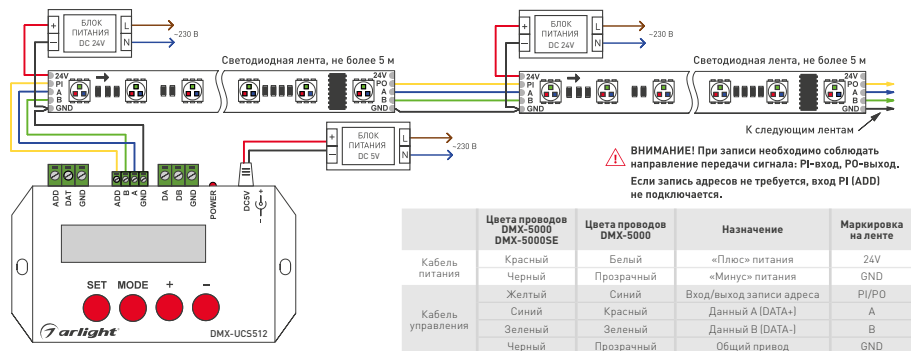 БЛОК
ПИТАНИЯ
DC 24V
+
−
L
N
~230 В
БЛОК
ПИТАНИЯ
DC 24V
+
−
L
N
~230 В
Светодиодная лента, не более 5 м
Светодиодная лента, не более 5 м
24V
PI
A
B
GND
24V
PO
A
B
GND
24V
PI
A
B
GND
24V
PO
A
B
GND
К следующим лентам
БЛОК
ПИТАНИЯ
DC 5V
+
−
L
N
~230 В
ВНИМАНИЕ! При записи необходимо соблюдать
направление передачи сигнала: PI-вход, PO-выход.
Если запись адресов не требуется, вход PI (ADD)
не подключается.
ADD
DAT
GND
ADD
B
A
GND
DA
DB
GND
POWER
DC5V
− +
SET MODE + −
arlight
DMX-UCS512
Цвета проводов DMX-5000 DMX-5000SE | Цвета проводов DMX-5000 | Назначение | Маркировка на ленте
Кабель питания | Красный | Белый | «Плюс» питания | 24V
Черный | Прозрачный | «Минус» питания | GND
Кабель управления | Желтый | Синий | Вход/выход записи адреса | PI/PO
Синий | Красный | Данный А (DATA+) | A
Зеленый | Зеленый | Данный В (DATA-) | B
Черный | Прозрачный | Общий привод | GND